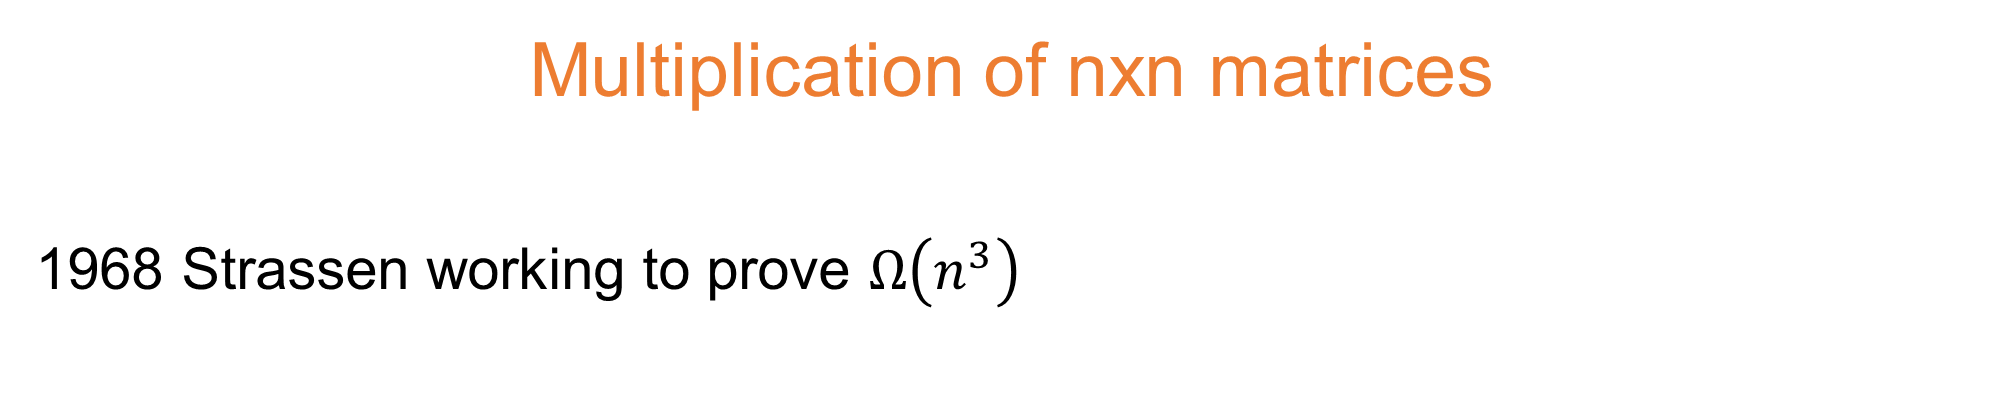 Multiplication of nxn matrices
1968 Strassen working to prove Ω(n³)